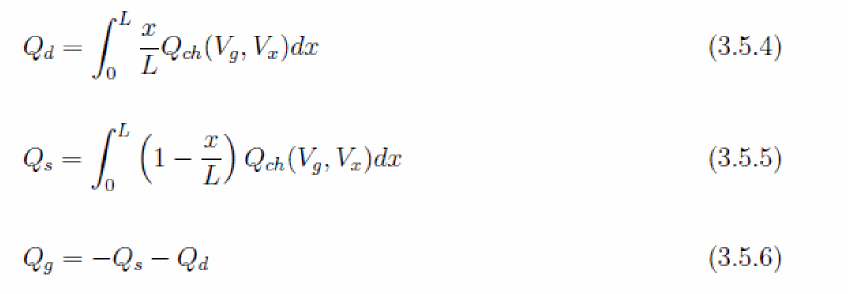 Q_d = \int_0^L \frac{x}{L} Q_{ch}(V_g, V_x)dx (3.5.4)
Q_s = \int_0^L \left(1 - \frac{x}{L}\right) Q_{ch}(V_g, V_x)dx (3.5.5)
Q_g = -Q_s - Q_d (3.5.6)